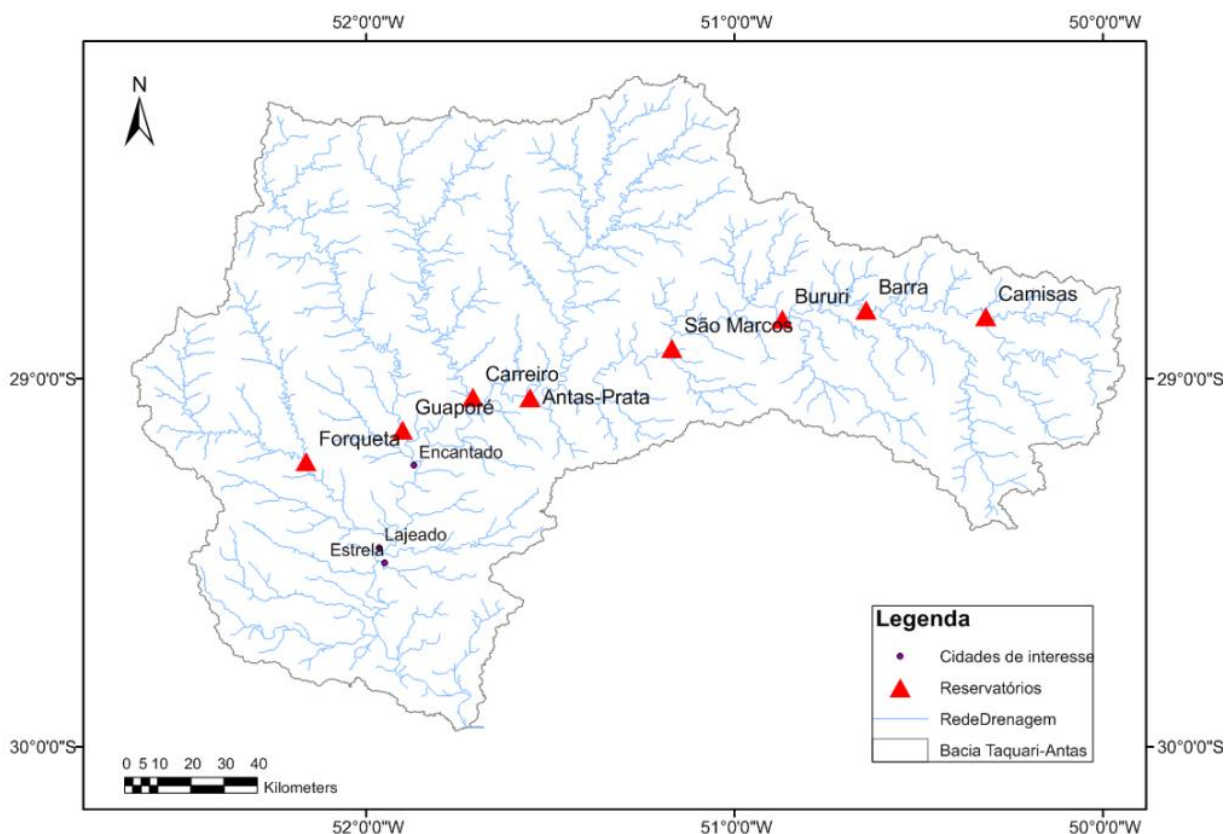 52°0'0"W 51°0'0"W 50°0'0"W
N
Camisas
Barra
Bururi
São Marcos
29°0'0"S 29°0'0"S
Carreiro
Antas-Prata
Guaporé
Forqueta
Encantado
Lajeado
Estrela
Legenda
Cidades de interesse
Reservatórios
RedeDrenagem
Bacia Taquari-Antas
30°0'0"S 30°0'0"S
0 5 10 20 30 40
Kilometers
52°0'0"W 51°0'0"W 50°0'0"W